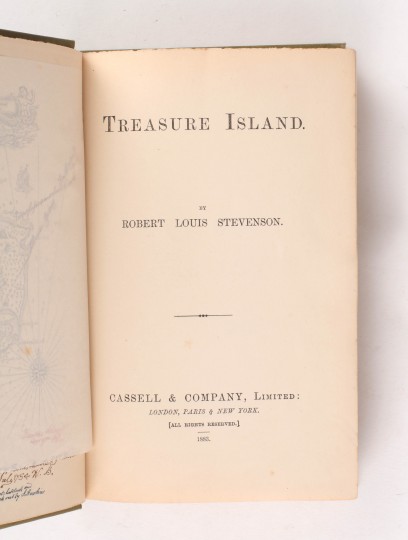 TREASURE ISLAND.
BY
ROBERT LOUIS STEVENSON.
CASSELL & COMPANY, LIMITED:
LONDON, PARIS & NEW YORK.
[ALL RIGHTS RESERVED.]
1883.